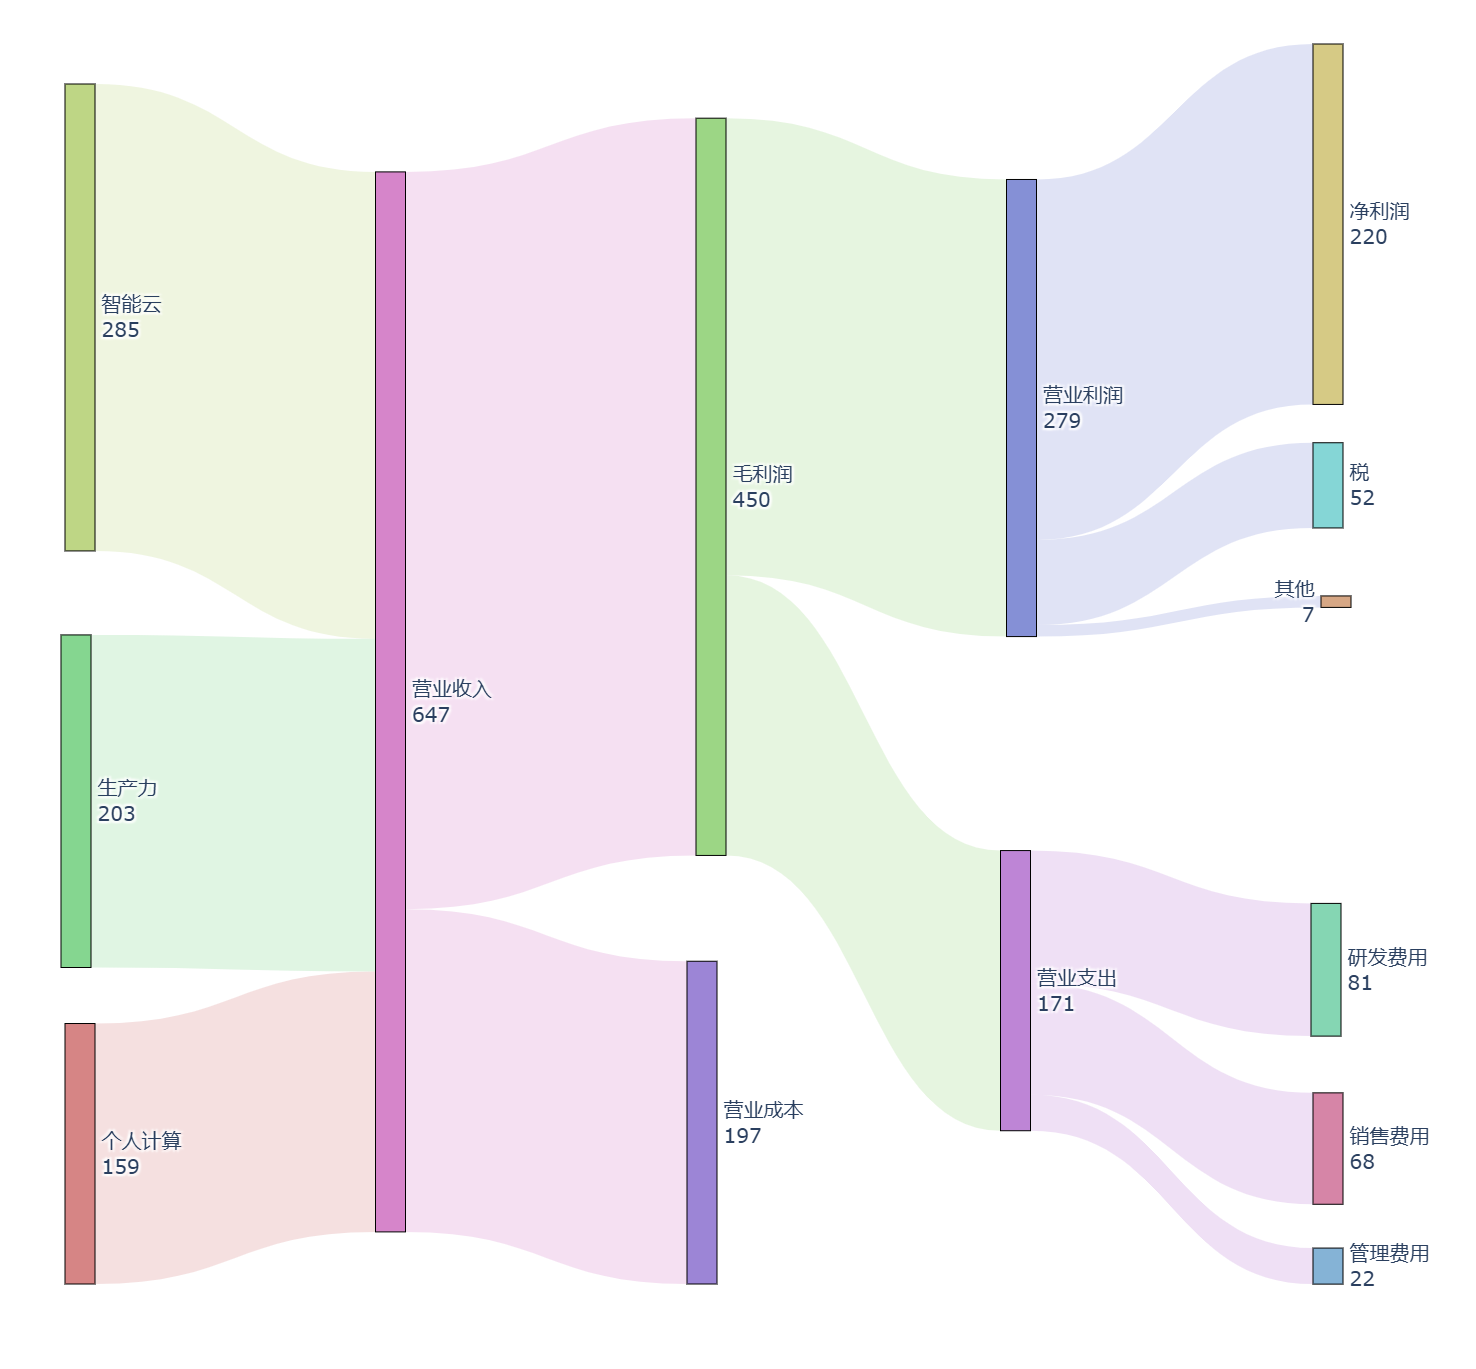 智能云
285
生产力
203
个人计算
159
营业收入
647
毛利润
450
营业成本
197
营业利润
279
营业支出
171
净利润
220
税
52
其他
7
研发费用
81
销售费用
68
管理费用
22